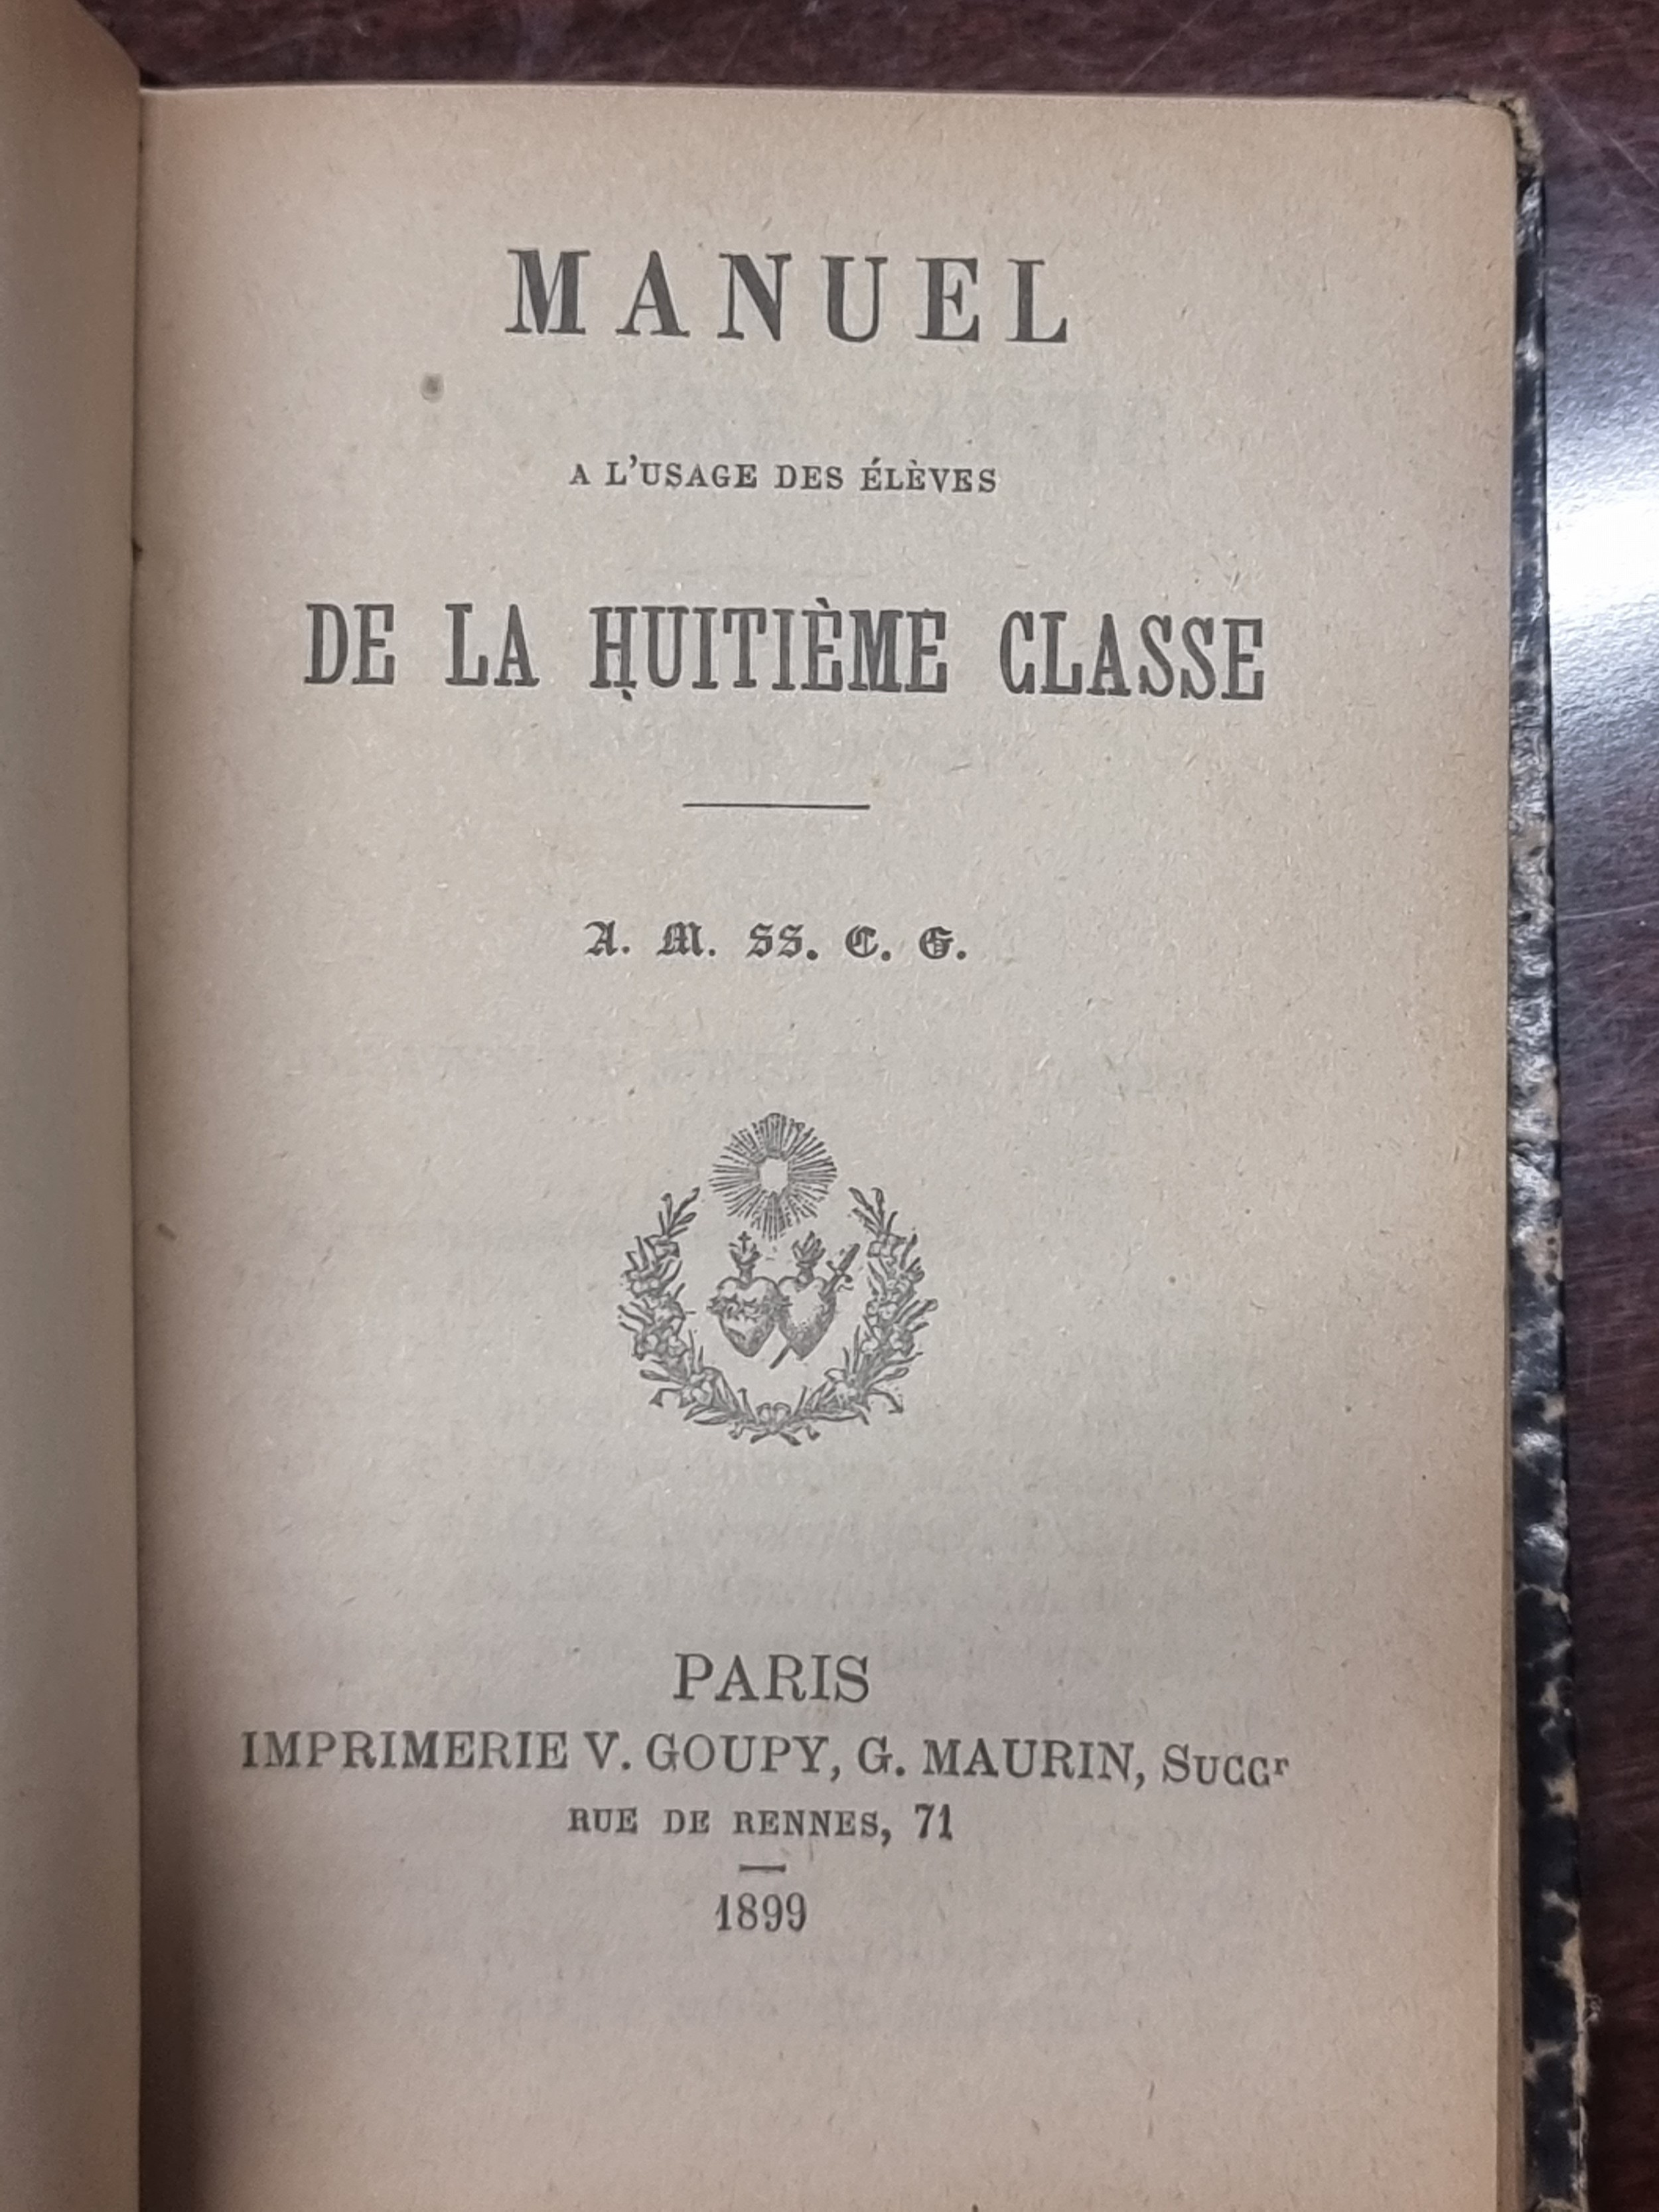 MANUEL
A L'USAGE DES ÉLÈVES
DE LA HUITIÈME CLASSE
A. M. SS. C. G.
PARIS
IMPRIMERIE V. GOUPY, G. MAURIN, SUCCr
RUE DE RENNES, 71
1899